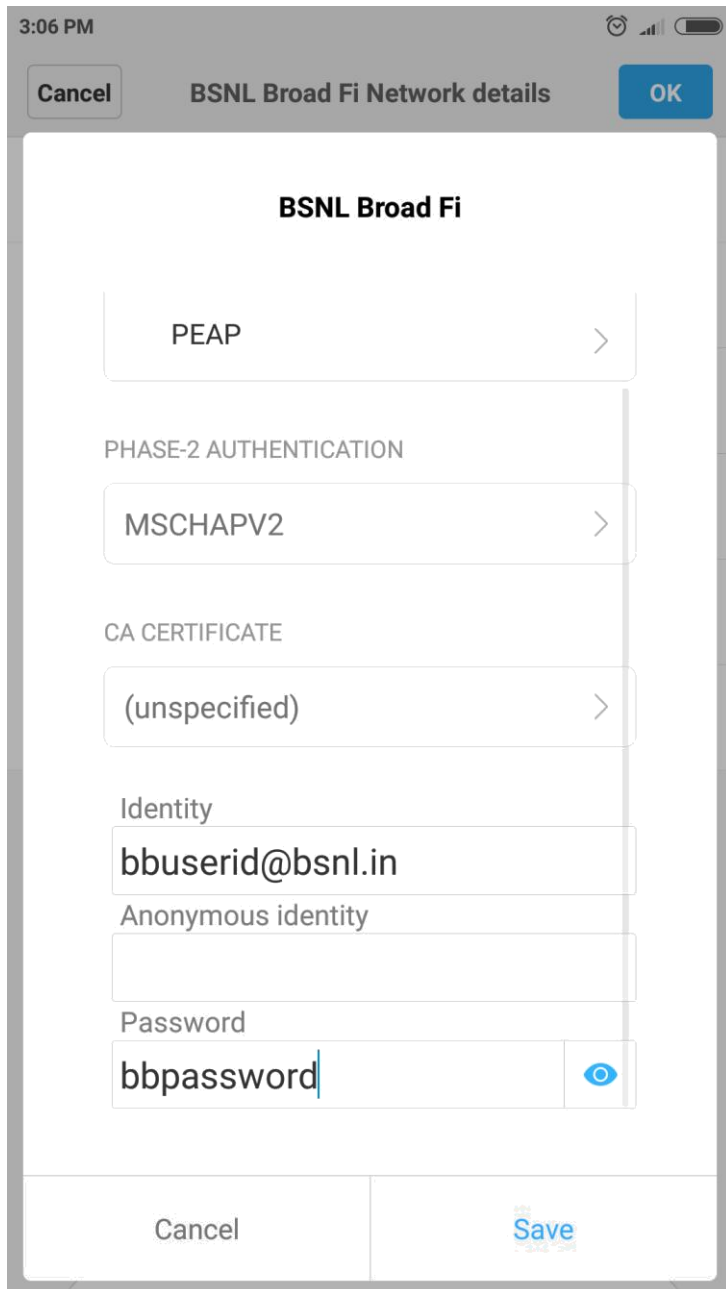 3:06 PM
Cancel BSNL Broad Fi Network details OK
BSNL Broad Fi
PEAP
PHASE-2 AUTHENTICATION
MSCHAPV2
CA CERTIFICATE
(unspecified)
Identity
bbuserid@bsnl.in
Anonymous identity
Password
bbpassword
Cancel Save